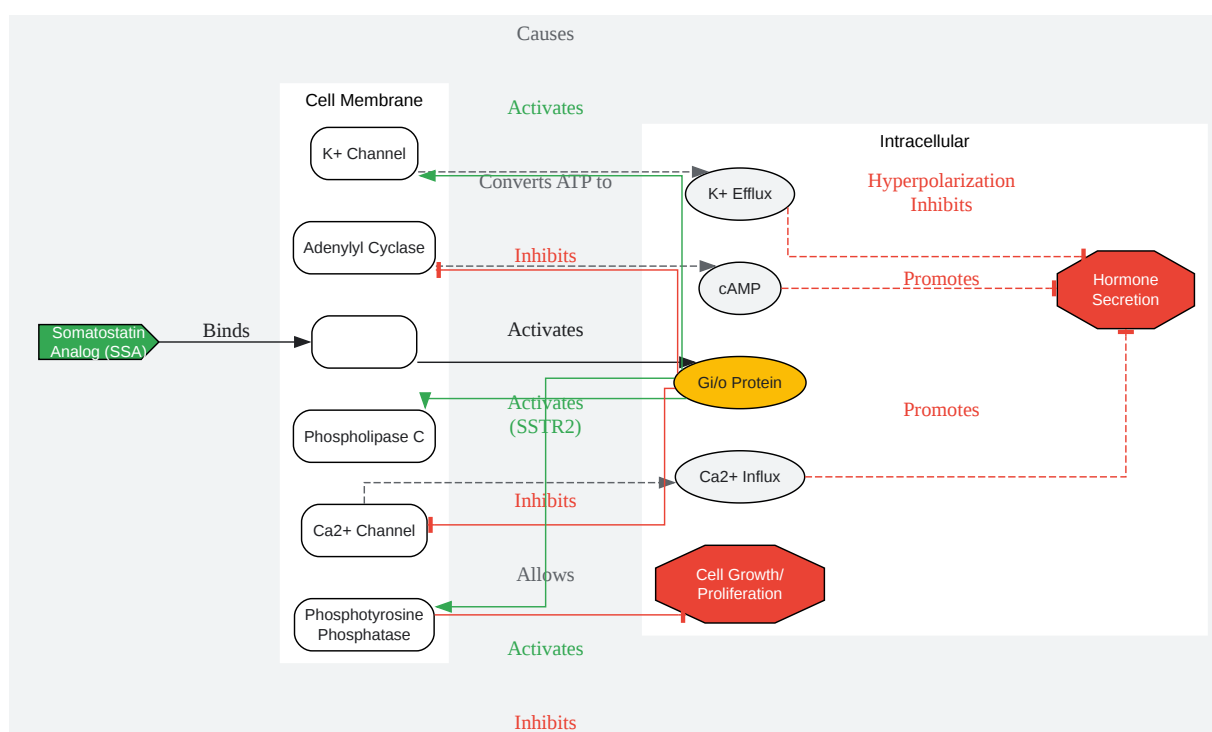 Causes
Cell Membrane
Activates
Intracellular
K+ Channel
Converts ATP to
K+ Efflux
Hyperpolarization
Inhibits
Adenylyl Cyclase
Inhibits
cAMP
Promotes
Hormone
Secretion
Somatostatin
Analog (SSA)
Binds
Activates
Gi/o Protein
Activates
(SSTR2)
Promotes
Phospholipase C
Ca2+ Influx
Inhibits
Ca2+ Channel
Allows
Cell Growth/
Proliferation
Phosphotyrosine
Phosphatase
Activates
Inhibits